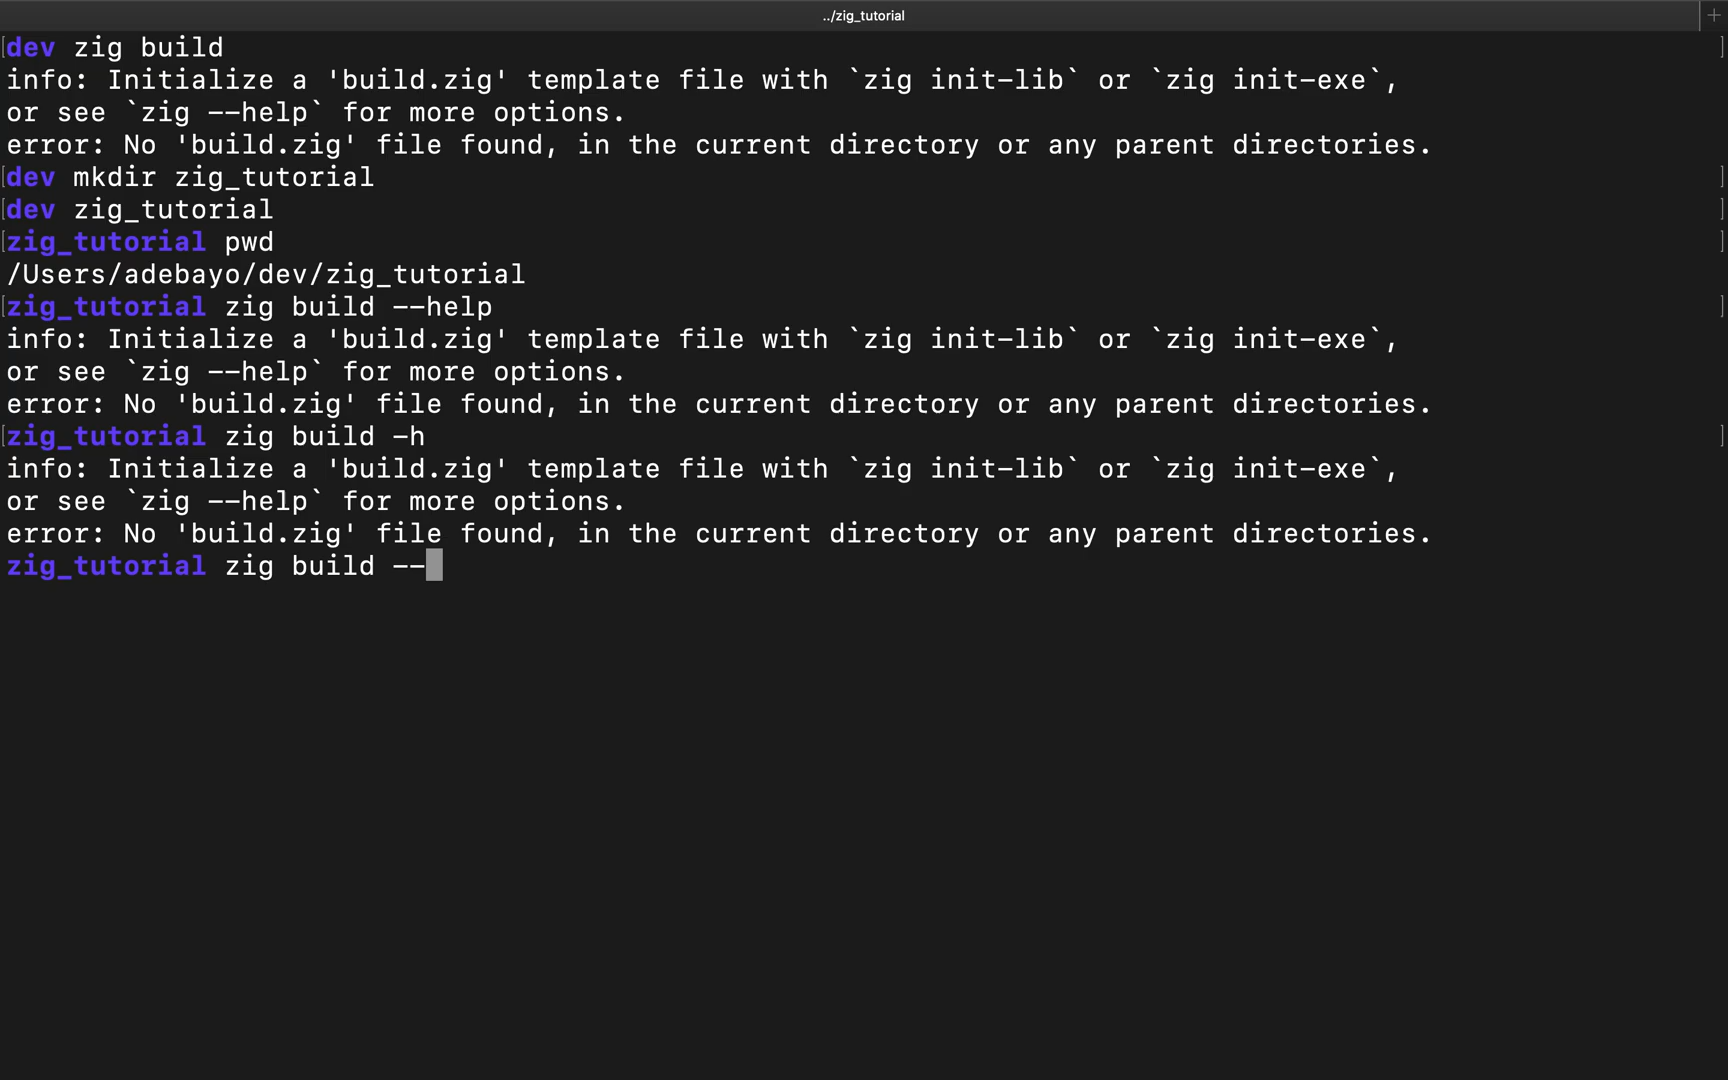 ../zig_tutorial
+
[dev zig build ]
info: Initialize a 'build.zig' template file with `zig init-lib` or `zig init-exe`,
or see `zig --help` for more options.
error: No 'build.zig' file found, in the current directory or any parent directories.
[dev mkdir zig_tutorial ]
[dev zig_tutorial ]
[zig_tutorial pwd ]
/Users/adebayo/dev/zig_tutorial
[zig_tutorial zig build --help ]
info: Initialize a 'build.zig' template file with `zig init-lib` or `zig init-exe`,
or see `zig --help` for more options.
error: No 'build.zig' file found, in the current directory or any parent directories.
[zig_tutorial zig build -h ]
info: Initialize a 'build.zig' template file with `zig init-lib` or `zig init-exe`,
or see `zig --help` for more options.
error: No 'build.zig' file found, in the current directory or any parent directories.
zig_tutorial zig build --